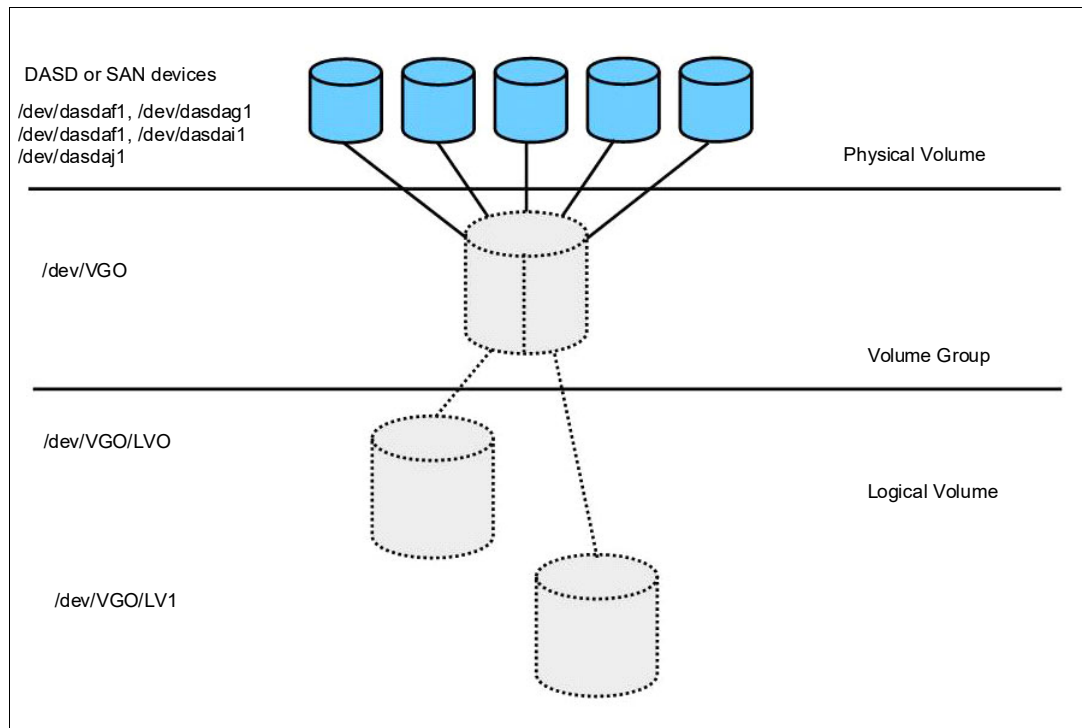 DASD or SAN devices
/dev/dasdaf1, /dev/dasdag1
/dev/dasdaf1, /dev/dasdai1
/dev/dasdaj1
Physical Volume
/dev/VGO
Volume Group
/dev/VGO/LVO
Logical Volume
/dev/VGO/LV1